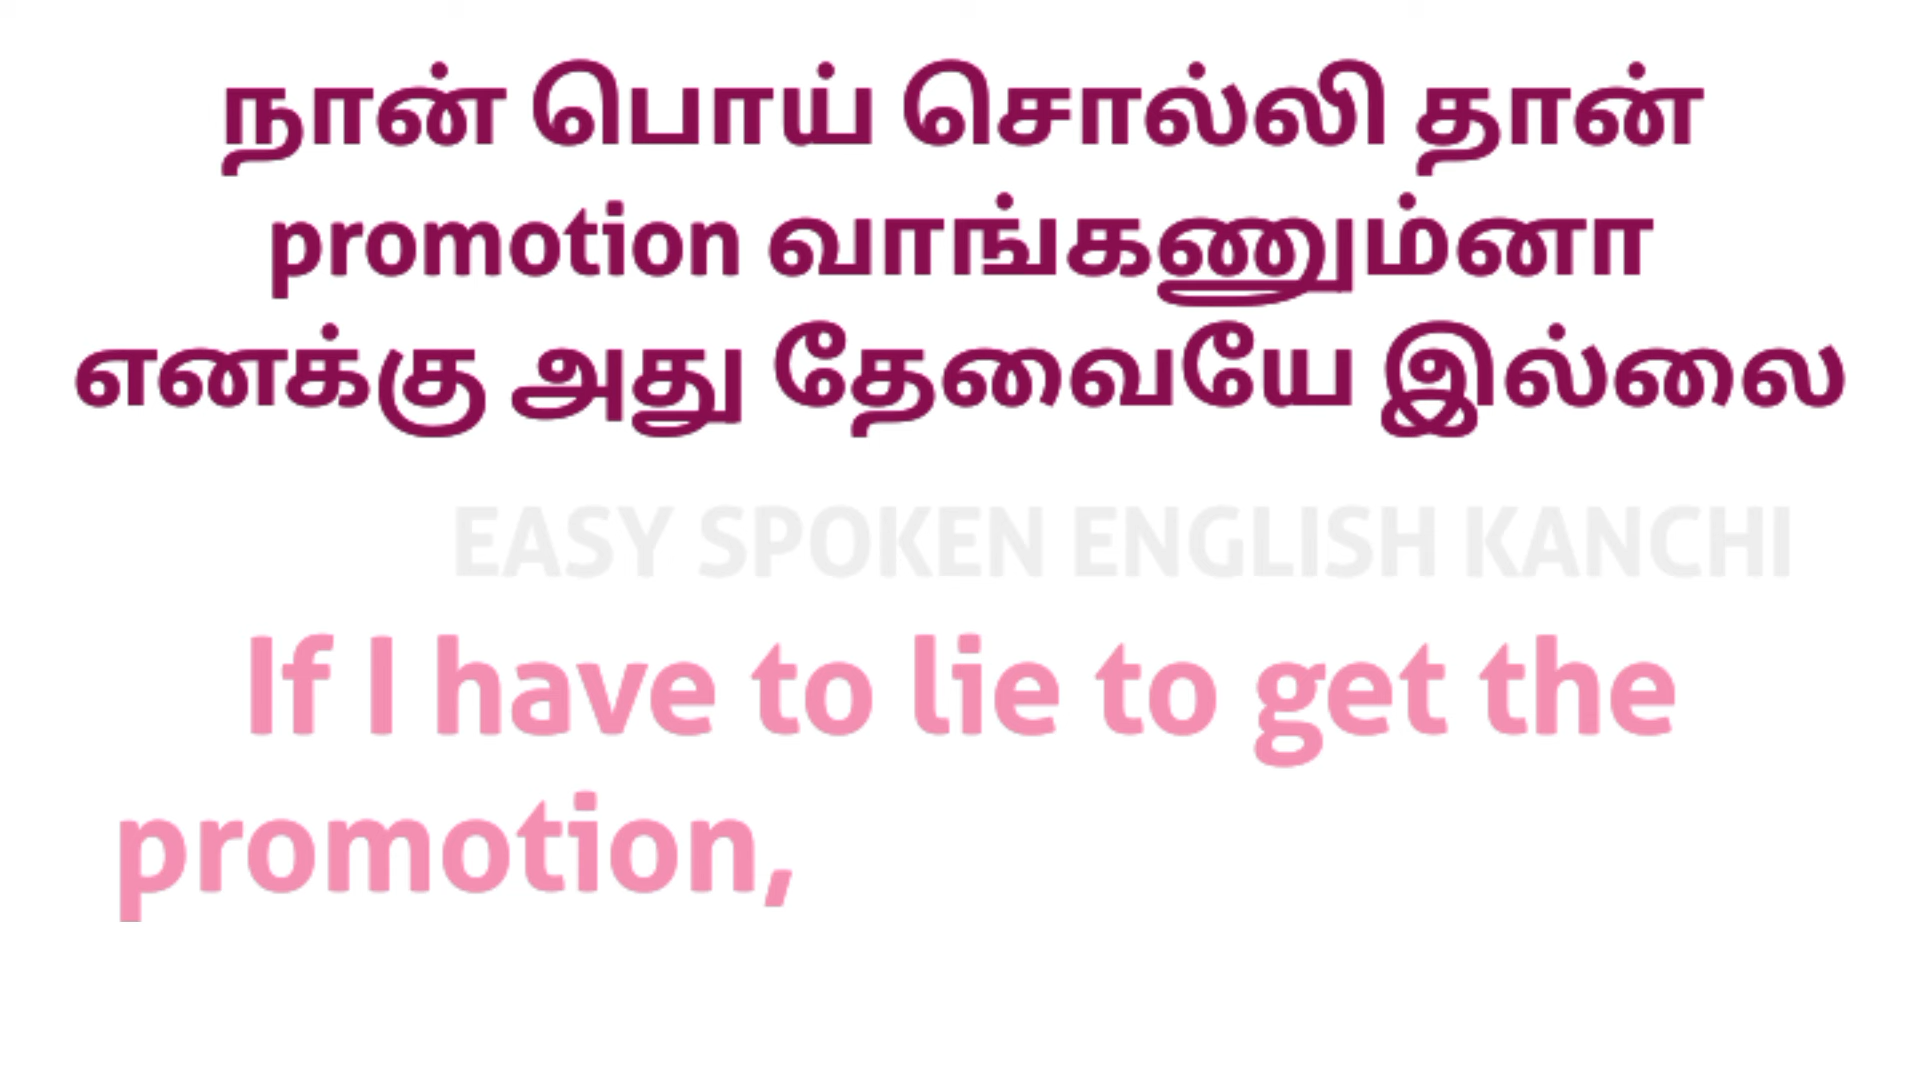 நான் பொய் சொல்லி தான்
promotion வாங்கணும்னா
எனக்கு அது தேவையே இல்லை
EASY SPOKEN ENGLISH KANCHI
If I have to lie to get the
promotion,